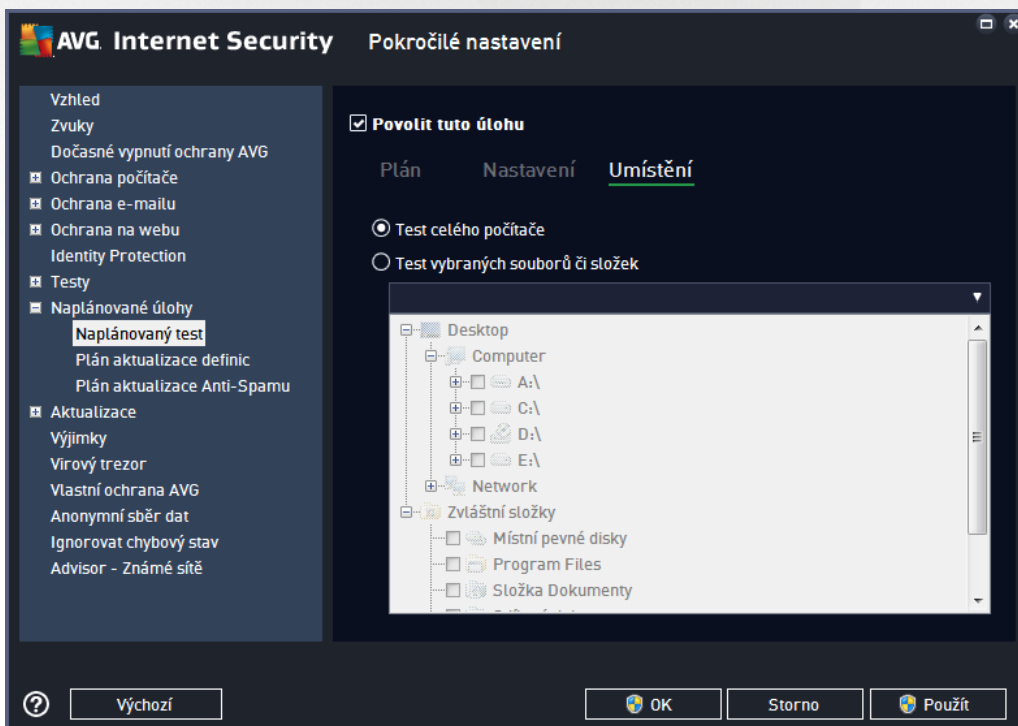 AVG. Internet Security Pokročilé nastavení
Vzhled
Zvuky
Dočasné vypnutí ochrany AVG
Ochrana počítače
Ochrana e-mailu
Ochrana na webu
Identity Protection
Testy
Naplánované úlohy
Naplánovaný test
Plán aktualizace definic
Plán aktualizace Anti-Spamu
Aktualizace
Výjimky
Virový trezor
Vlastní ochrana AVG
Anonymní sběr dat
Ignorovat chybový stav
Advisor - Známé sítě
Povolit tuto úlohu
Plán Nastavení Umístění
Test celého počítače
Test vybraných souborů či složek
Desktop
Computer
A:\
C:\
D:\
E:\
Network
Zvláštní složky
Místní pevné disky
Program Files
Složka Dokumenty
Výchozí OK Storno Použít